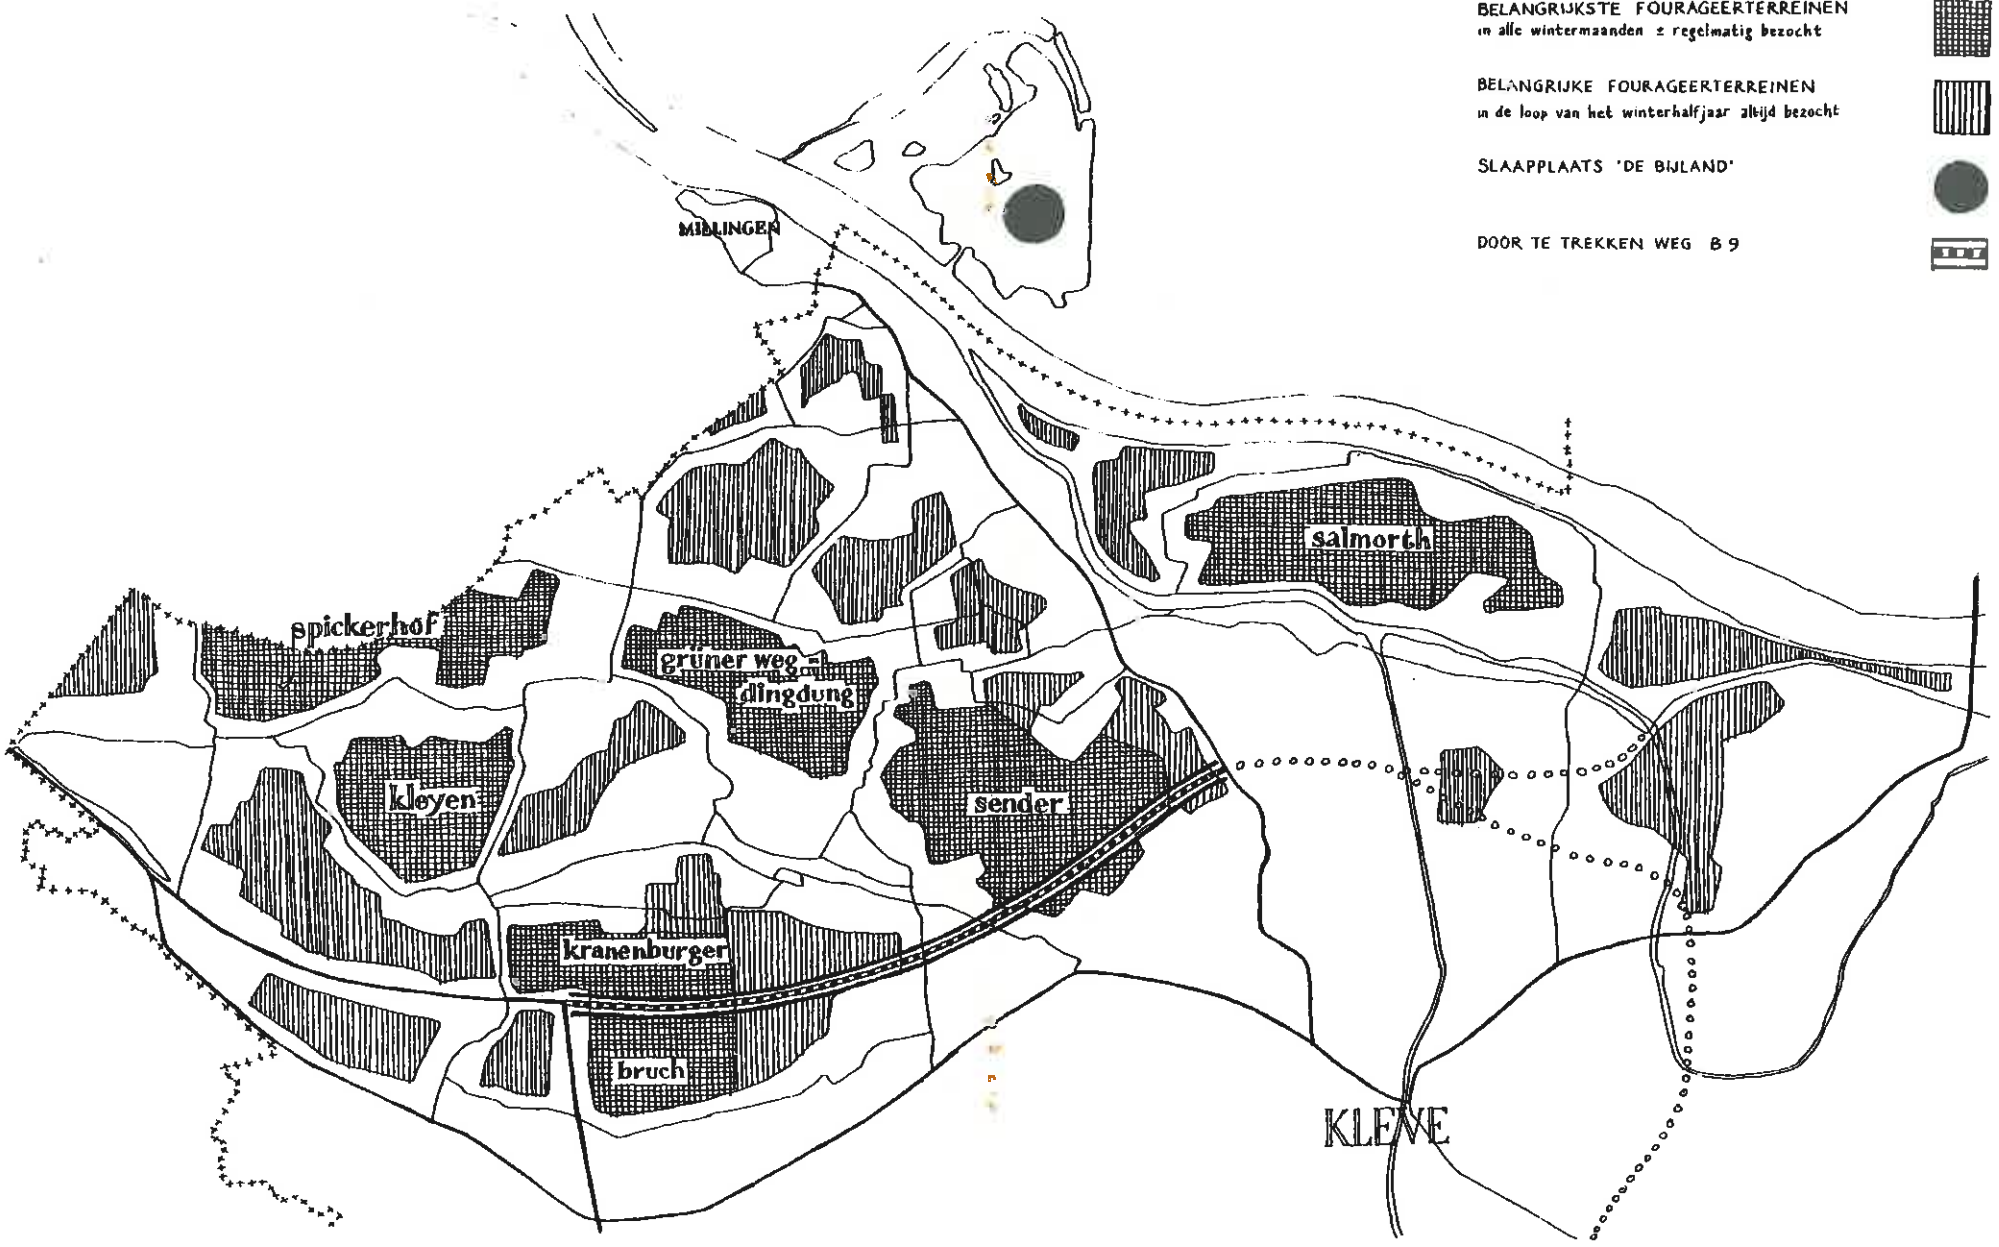 BELANGRIJKSTE FOURAGEERTERREINEN
in alle wintermaanden ± regelmatig bezocht
BELANGRIJKE FOURAGEERTERREINEN
in de loop van het winterhalfjaar altijd bezocht
SLAAPPLAATS 'DE BIJLAND'
DOOR TE TREKKEN WEG B 9
MILLINGEN
salmorth
spickerhof
grüner weg =
dingdung
kleyen
sender
kranenburger
bruch
KLEVE